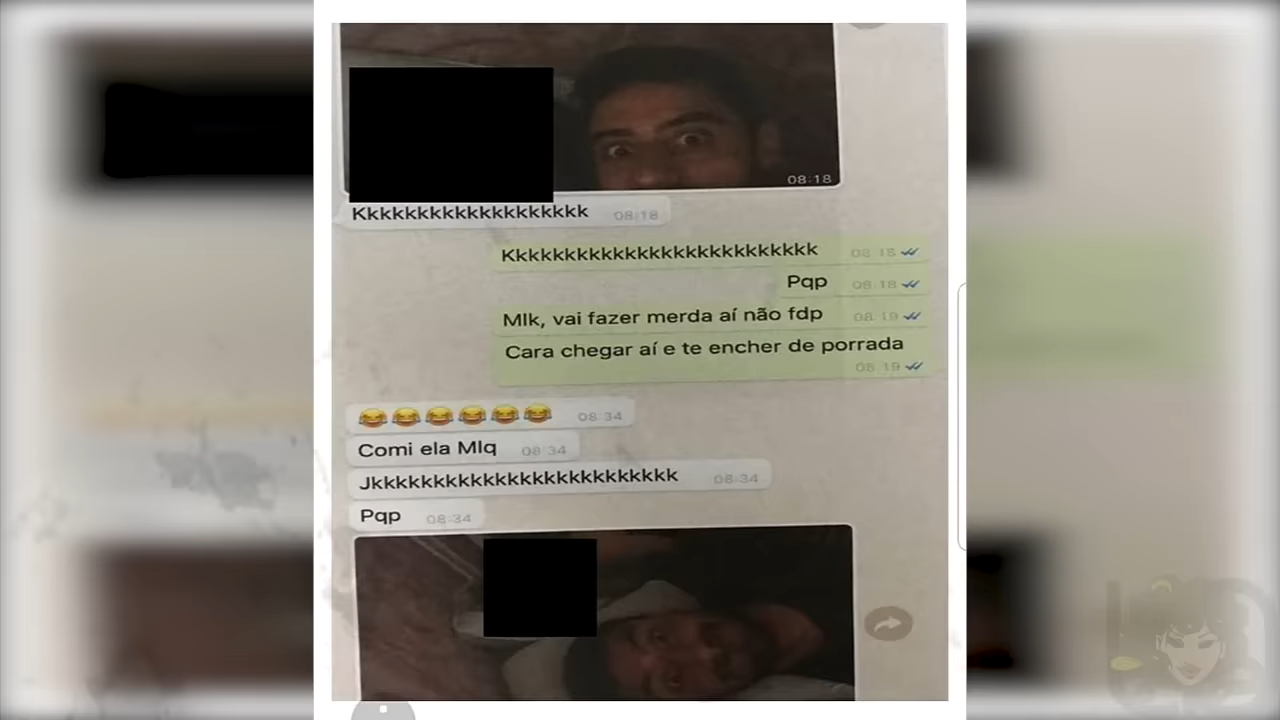 08:18
Kkkkkkkkkkkkkkkkkkk 08:18
Kkkkkkkkkkkkkkkkkkkkkkkkk 08:18
Pqp 08:18
Mlk, vai fazer merda aí não fdp 08:19
Cara chegar aí e te encher de porrada
08:19
😂😂😂😂😂😂 08:34
Comi ela Mlq 08:34
Jkkkkkkkkkkkkkkkkkkkkkkkk 08:34
Pqp 08:34